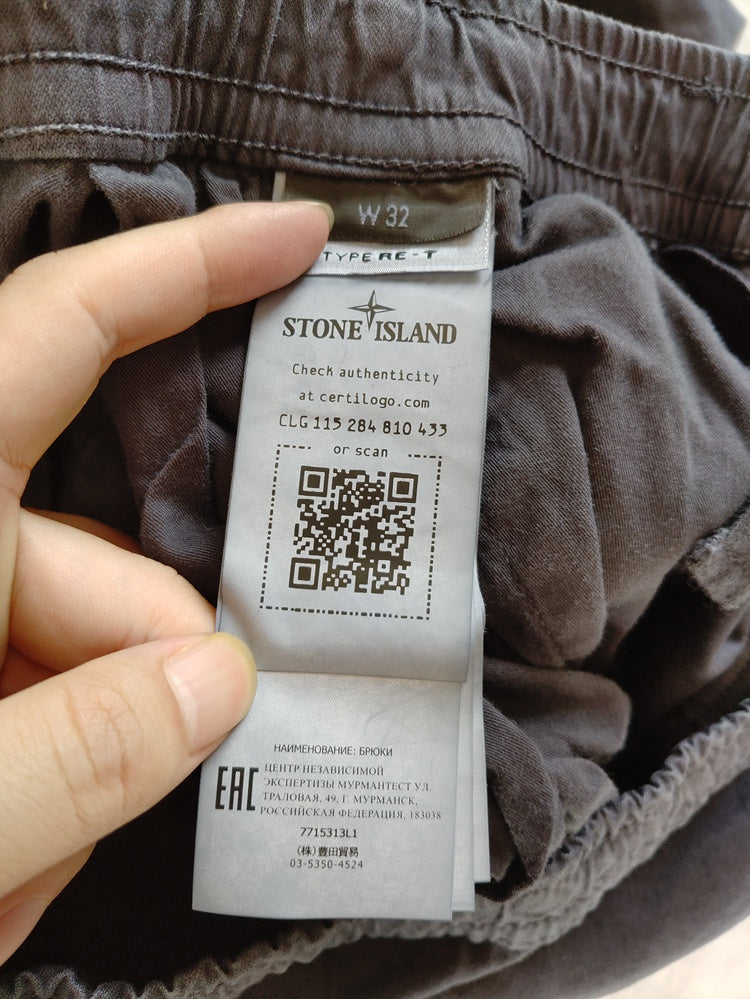 W 32
TYPE RE-T
STONE ISLAND
Check authenticity
at certilogo.com
CLG 115 284 810 433
or scan
НАИМЕНОВАНИЕ: БРЮКИ
EAC
ЦЕНТР НЕЗАВИСИМОЙ
ЭКСПЕРТИЗЫ МУРМАНТЕСТ УЛ.
ТРАЛОВАЯ, 49, Г. МУРМАНСК,
РОССИЙСКАЯ ФЕДЕРАЦИЯ, 183038
7715313L1
(株)豊田貿易
03-5350-4524